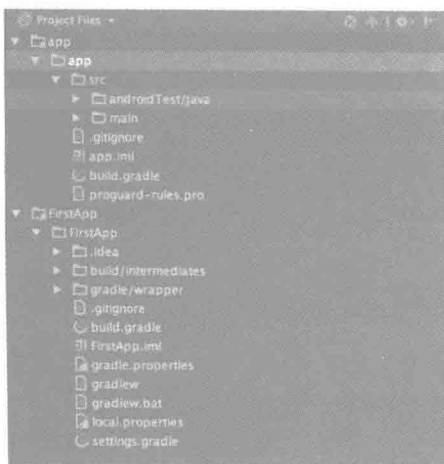 Project Files
app
app
src
androidTest/java
main
.gitignore
app.iml
build.gradle
proguard-rules.pro
FirstApp
FirstApp
.idea
build/intermediates
gradle/wrapper
.gitignore
build.gradle
FirstApp.iml
gradle.properties
gradlew
gradlew.bat
local.properties
settings.gradle